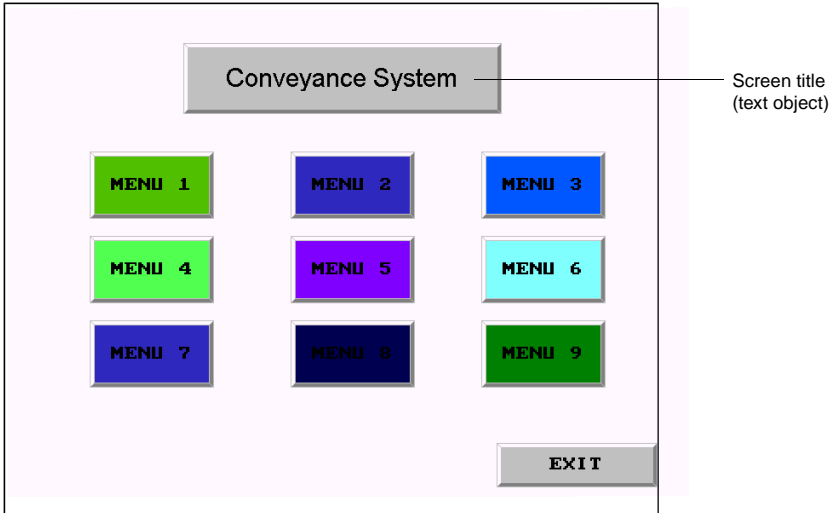 Conveyance System
Screen title
(text object)
MENU 1
MENU 2
MENU 3
MENU 4
MENU 5
MENU 6
MENU 7
MENU 8
MENU 9
EXIT